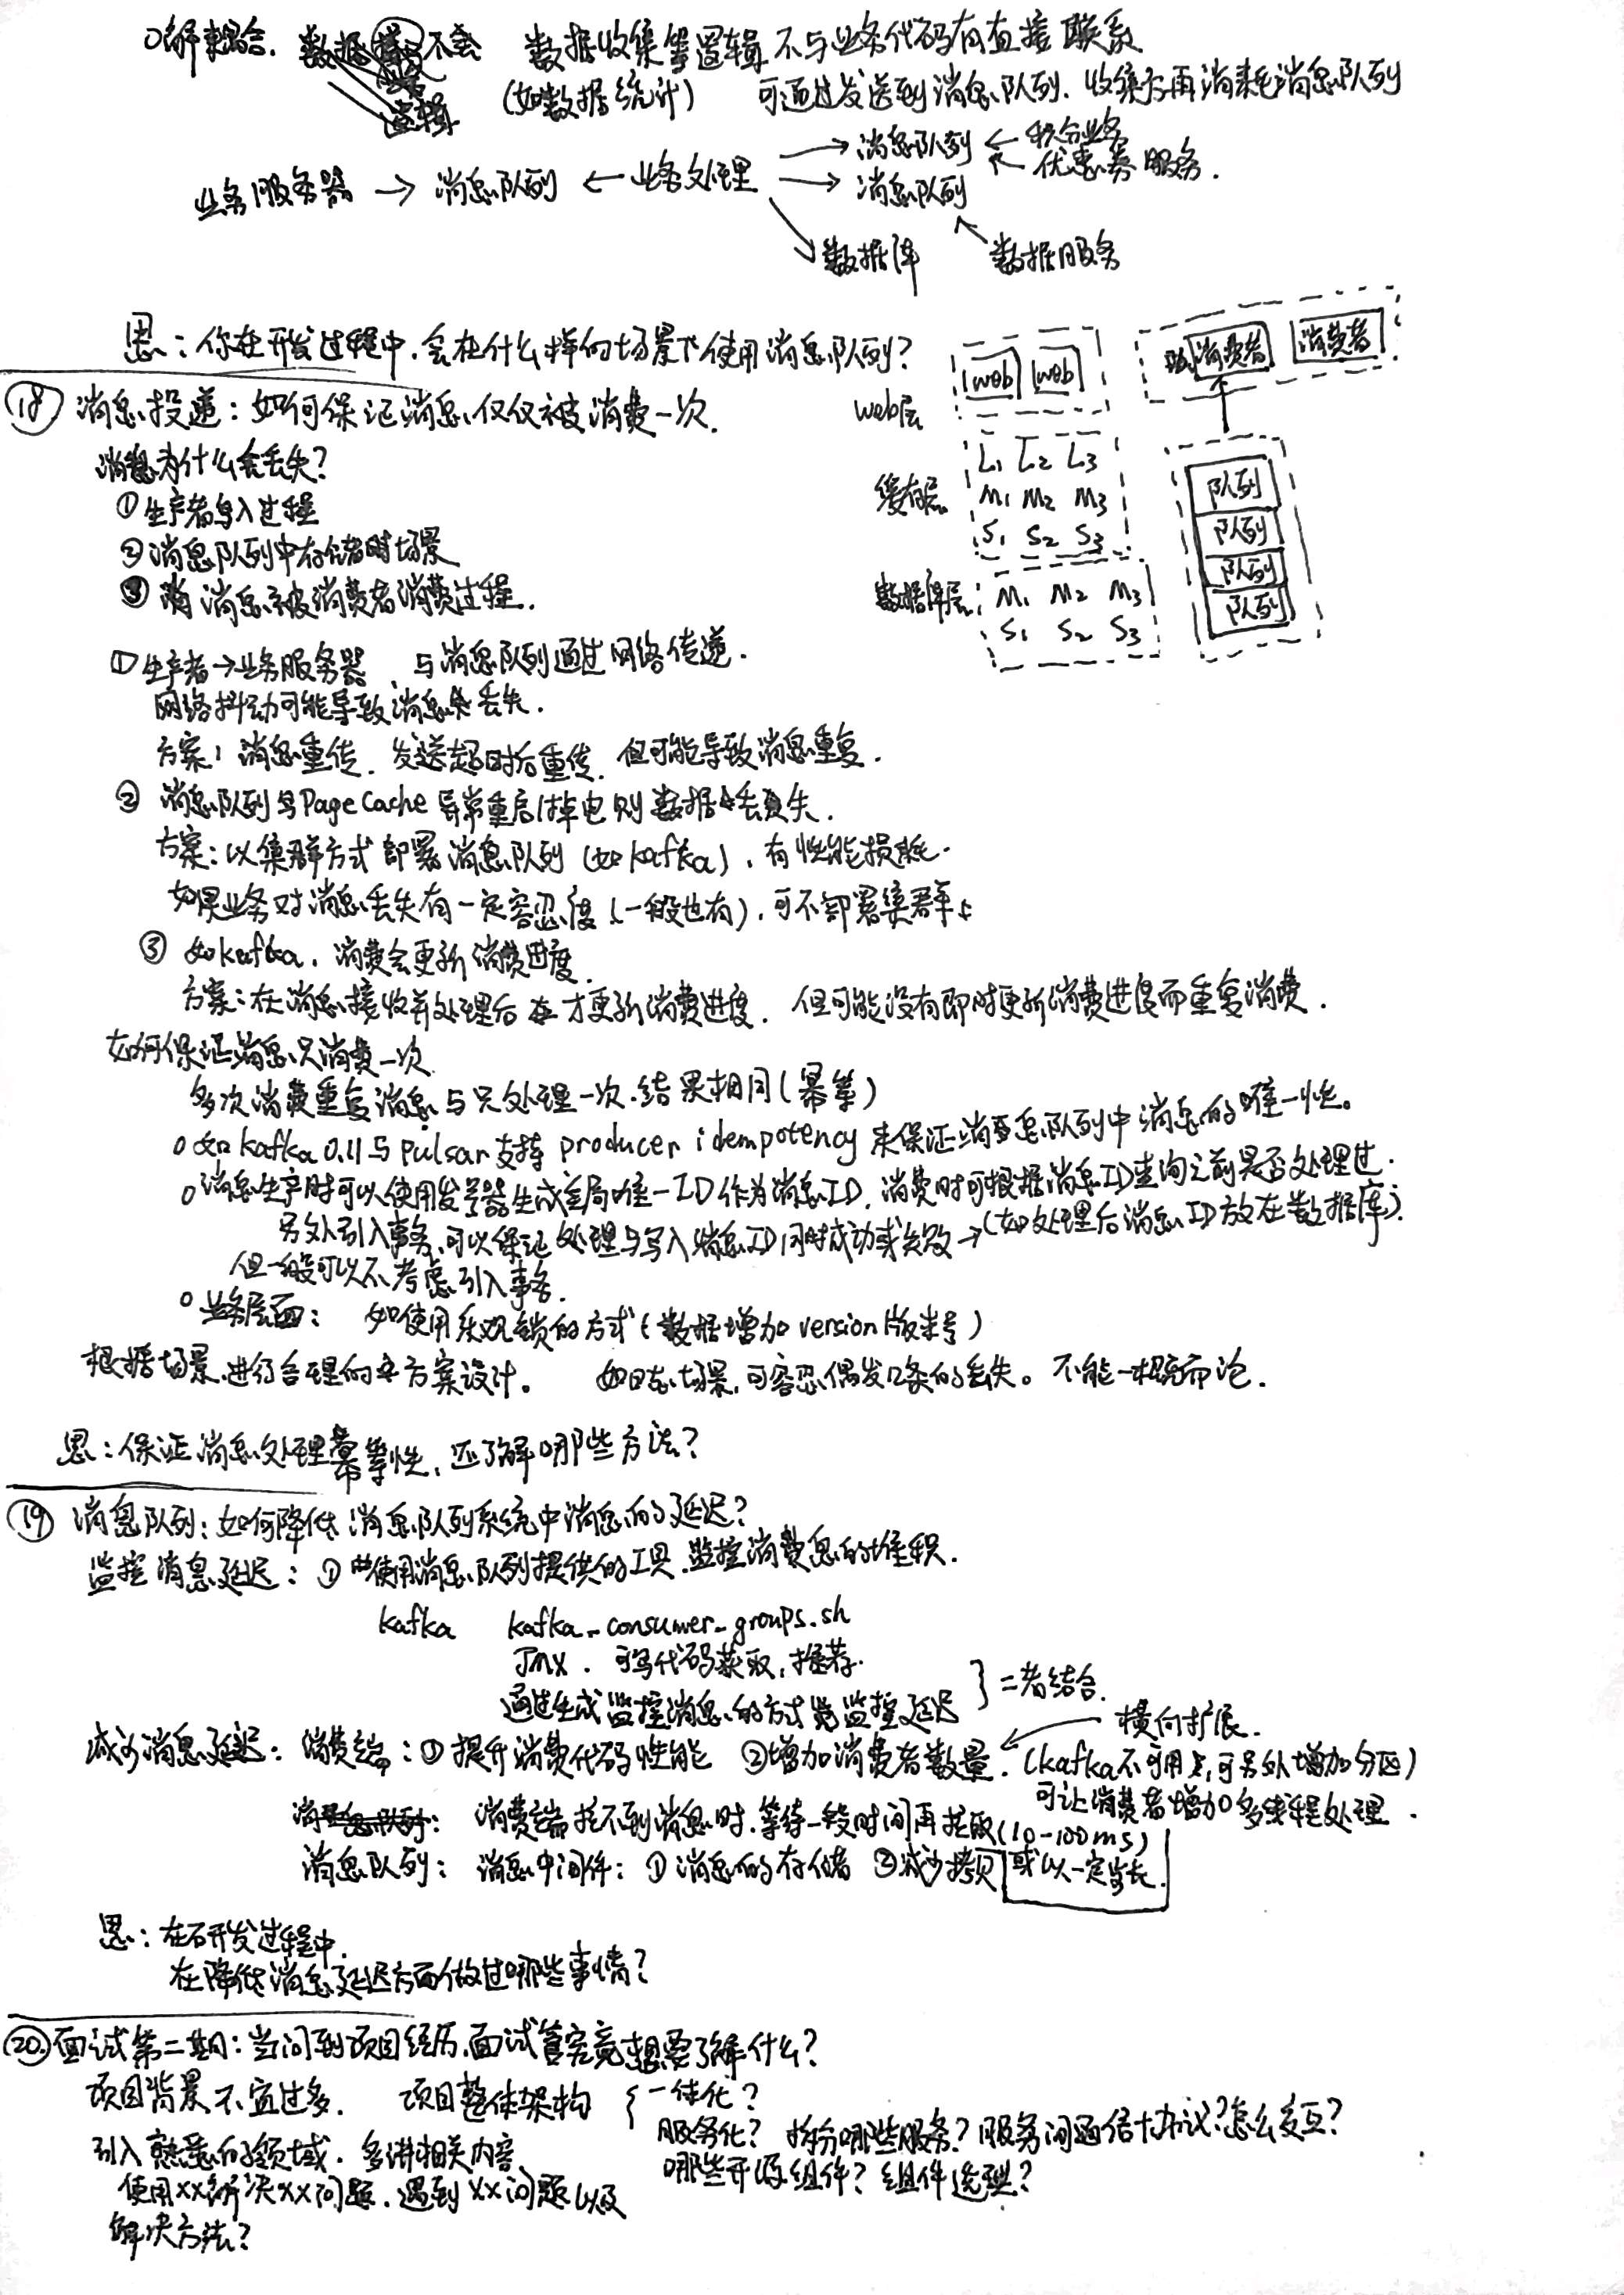 o解耦合. 数据 不会 数据收集等逻辑不与业务代码有直接联系
逻辑 (如数据统计) 可通过发送到消息队列. 收集方再消耗消息队列
业务服务器 → 消息队列 ← 业务处理 → 消息队列 ← 积分业务
← 优惠券服务.
→ 消息队列
数据库 数据服务
思: 你在开发过程中. 会在什么样的场景下使用消息队列?
web web
web层
消费者 消费者
L1 L2 L3
缓存层 M1 M2 M3
S1 S2 S3
数据库层: M1 M2 M3
S1 S2 S3
队列
队列
队列
队列
⑱ 消息投递: 如何保证消息仅仅被消费一次.
消息为什么会丢失?
① 生产者写入过程
② 消息队列中存储时场景
③ 消息被消费者消费过程.
① 生产者→业务服务器, 与消息队列通过网络传递.
网络抖动可能导致消息丢失.
方案: 消息重传. 发送超时后重传. 但可能导致消息重复.
② 消息队列写Page Cache 异常重启/掉电则数据丢失.
方案: 以集群方式部署消息队列 (如kafka), 有性能损耗.
如果业务对消息丢失有一定容忍度 (一般也有), 可不部署集群.
③ 如kafka, 消费会更新消费进度.
方案: 在消息接收并处理后才更新消费进度. 但可能没有即时更新消费进度而重复消费.
如何保证消息只消费一次
多次消费重复消息与只处理一次.结果相同(幂等)
o 如kafka 0.11与pulsar支持 producer idempotency 来保证消息队列中消息的唯一性。
o 消息生产时可以使用发号器生成全局唯一ID作为消息ID. 消费时可根据消息ID查询之前是否处理过.
另外引入事务,可以保证处理与写入消息ID同时成功或失败→(如处理后消息ID放在数据库).
但一般可以不考虑引入事务.
o 业务层面: 如使用乐观锁的方式(数据增加version版本号)
根据场景.进行合理的方案设计。 如日志场景,可容忍偶发几条的丢失。不能一概而论.
思: 保证消息处理幂等性, 还了解哪些方法?
⑲ 消息队列: 如何降低消息队列系统中消息的延迟?
监控消息延迟: ① 使用消息队列提供的工具.监控消息的堆积.
kafka kafka-consumer-groups.sh
JMX. 可写代码获取, 推荐.
通过生成监控消息的方式监控延迟 } 二者结合.
减少消息延迟: 消费端: ① 提升消费代码性能 ② 增加消费者数量. ← 横向扩展.
(kafka不可用, 可另外增加分区)
可让消费者增加多线程处理.
消费端拉不到消息时.等待一段时间再拉取(10-100ms)
或以一定步长.
消息队列: 消息中间件: ① 消息的存储 ② 减少拷贝
思: 在开发过程中.
在降低消息延迟方面做过哪些事情?
⑳ 面试第二期: 当问到项目经历.面试官究竟想要了解什么?
项目背景不宜过多. 项目整体架构 { 一体化?
服务化? 拆分哪些服务? 服务间通信协议? 怎么交互?
引入熟悉的领域. 多讲相关内容. 哪些开源组件? 组件选型?
使用xx解决xx问题. 遇到xx问题以及
解决方法?